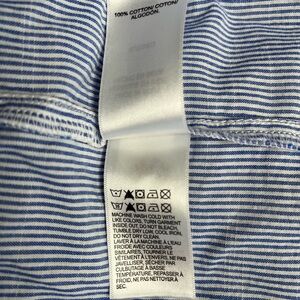 100% COTTON/ COTON/
ALGODON.
MACHINE WASH COLD WITH
LIKE COLORS, TURN GARMENT
INSIDE OUT, DO NOT BLEACH,
TUMBLE DRY LOW, COOL IRON,
DO NOT DRY CLEAN.
LAVER À LA MACHINE À L'EAU
FROIDE AVEC COULEURS
SIMILAIRES, TOURNER LE
VÊTEMENT À L'ENVERS, NE PAS
JAVELLISER, SÉCHER PAR
CULBUTAGE À BASSE
TEMPÉRATURE, REPASSER À
FROID, NE PAS NETTOYER À
SEC.